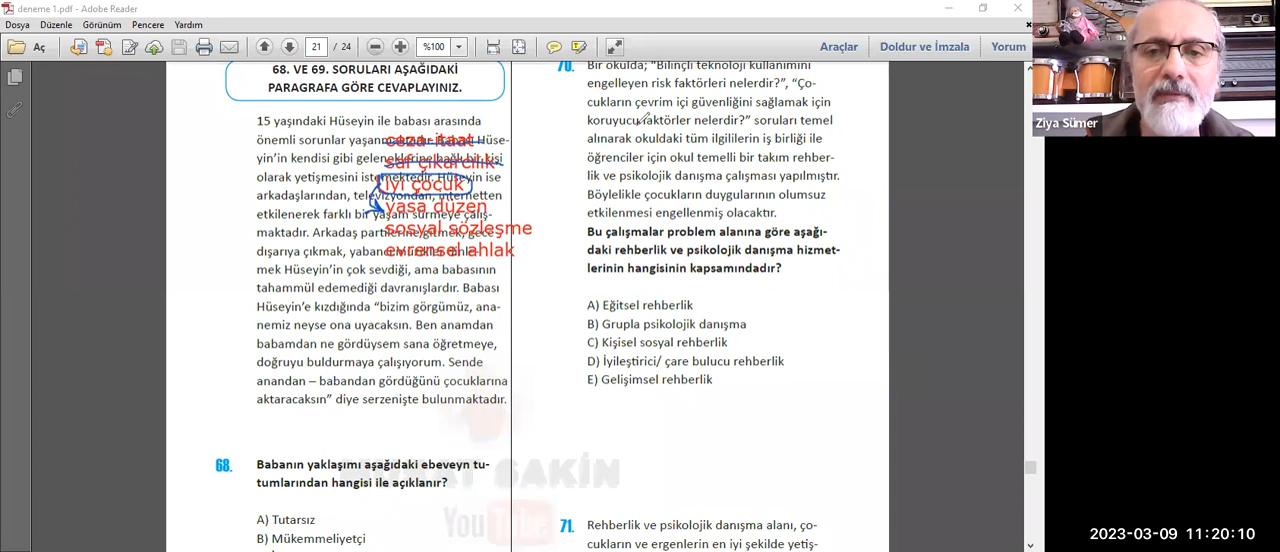 deneme 1.pdf - Adobe Reader
Dosya Düzenle Görünüm Pencere Yardım
Aç 21 / 24 %100 Araçlar Doldur ve İmzala Yorum
68. VE 69. SORULARI AŞAĞIDAKİ
PARAGRAFA GÖRE CEVAPLAYINIZ.
15 yaşındaki Hüseyin ile babası arasında
önemli sorunlar Babası Hüse-
yin'in kendisi gibi geleneklerine bağlı bir kişi
olarak yetişmesini istemektedir. Hüseyin ise
arkadaşlarından, televizyondan, internetten
etkilenerek farklı bir yaşam sürmeye çalış-
maktadır. Arkadaş partilerine gitmek, gece
dışarıya çıkmak,
mek Hüseyin'in çok sevdiği, ama babasının
tahammül edemediği davranışlardır. Babası
Hüseyin'e kızdığında "bizim görgümüz, ana-
nemiz neyse ona uyacaksın. Ben anamdan
babamdan ne gördüysem sana öğretmeye,
doğruyu buldurmaya çalışıyorum. Sende
anandan – babandan gördüğünü çocuklarına
aktaracaksın" diye serzenişte bulunmaktadır.
ceza-itaat
saf çıkarcılık
iyi çocuk
yasa düzen
sosyal sözleşme
evrensel ahlak
68. Babanın yaklaşımı aşağıdaki ebeveyn tu-
tumlarından hangisi ile açıklanır?
A) Tutarsız
B) Mükemmeliyetçi
70. Bir okulda; "Bilinçli teknoloji kullanımını
engelleyen risk faktörleri nelerdir?", "Ço-
cukların çevrim içi güvenliğini sağlamak için
koruyucu faktörler nelerdir?" soruları temel
alınarak okuldaki tüm ilgililerin iş birliği ile
öğrenciler için okul temelli bir takım rehber-
lik ve psikolojik danışma çalışması yapılmıştır.
Böylelikle çocukların duygularının olumsuz
etkilenmesi engellenmiş olacaktır.
Bu çalışmalar problem alanına göre aşağı-
daki rehberlik ve psikolojik danışma hizmet-
lerinin hangisinin kapsamındadır?
A) Eğitsel rehberlik
B) Grupla psikolojik danışma
C) Kişisel sosyal rehberlik
D) İyileştirici/ çare bulucu rehberlik
E) Gelişimsel rehberlik
71. Rehberlik ve psikolojik danışma alanı, ço-
cukların ve ergenlerin en iyi şekilde yetiş-
SAKİN
YouTube
Ziya Sümer
2023-03-09 11:20:10